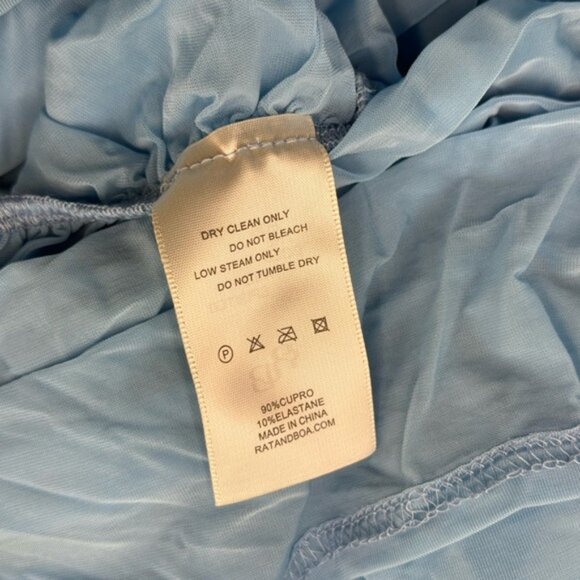 DRY CLEAN ONLY
DO NOT BLEACH
LOW STEAM ONLY
DO NOT TUMBLE DRY
P
90%CUPRO
10%ELASTANE
MADE IN CHINA
RATANDBOA.COM